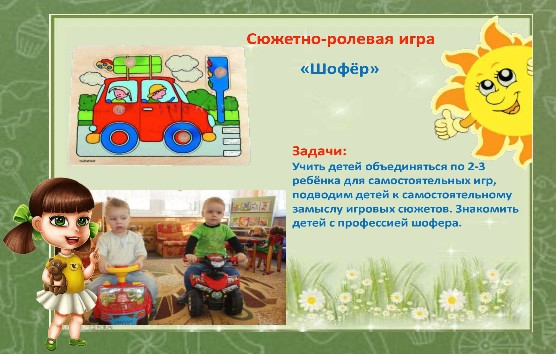 Сюжетно-ролевая игра
«Шофёр»
Задачи:
Учить детей объединяться по 2-3
ребёнка для самостоятельных игр,
подводим детей к самостоятельному
замыслу игровых сюжетов. Знакомить
детей с профессией шофера.